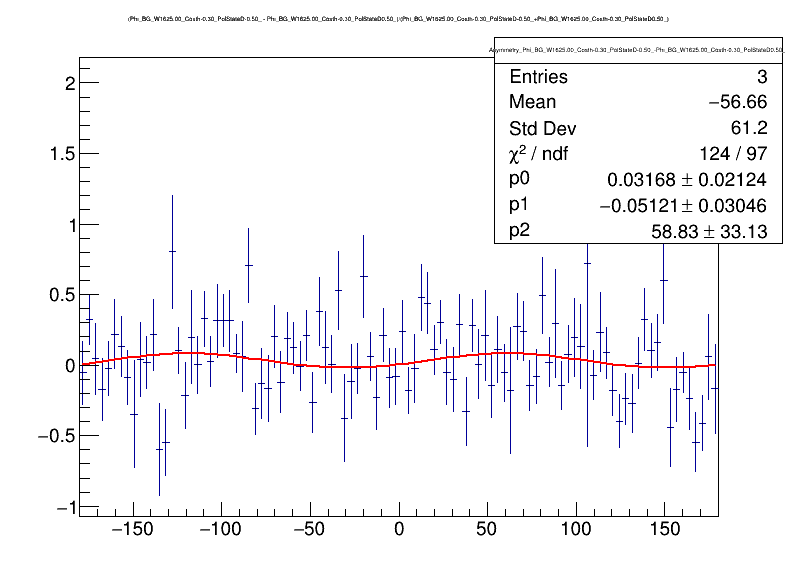 (Phi_BG_W1625.00_Costh-0.30_PolStateD-0.50_- Phi_BG_W1625.00_Costh-0.30_PolStateD-0.50_)/(Phi_BG_W1625.00_Costh-0.30_PolStateD-0.50_+Phi_BG_W1625.00_Costh-0.30_PolStateD-0.50_)
Asymmetry_Phi_BG_W1625.00_Costh-0.30_PolStateD-0.50_-Phi_BG_W1625.00_Costh-0.30_PolStateD0.50_
Entries 3
Mean −56.66
Std Dev 61.2
χ² / ndf 124 / 97
p0 0.03168 ± 0.02124
p1 −0.05121 ± 0.03046
p2 58.83 ± 33.13
2
1.5
1
0.5
0
−0.5
−1
−150 −100 −50 0 50 100 150